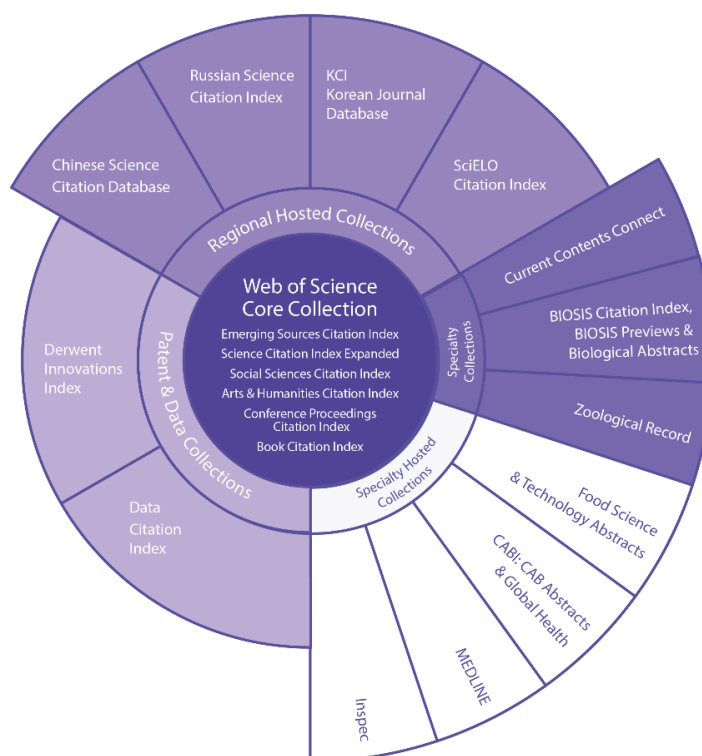 Russian Science
Citation Index
KCI
Korean Journal
Database
Chinese Science
Citation Database
SciELO
Citation Index
Regional Hosted Collections
Current Contents Connect
BIOSIS Citation Index,
BIOSIS Previews &
Biological Abstracts
Zoological Record
Specialty
Collections
Web of Science
Core Collection
Emerging Sources Citation Index
Science Citation Index Expanded
Social Sciences Citation Index
Arts & Humanities Citation Index
Conference Proceedings
Citation Index
Book Citation Index
Patent & Data Collections
Derwent
Innovations
Index
Data
Citation
Index
Specialty Hosted
Collections
Food Science
& Technology Abstracts
CABI: CAB Abstracts
& Global Health
MEDLINE
Inspec